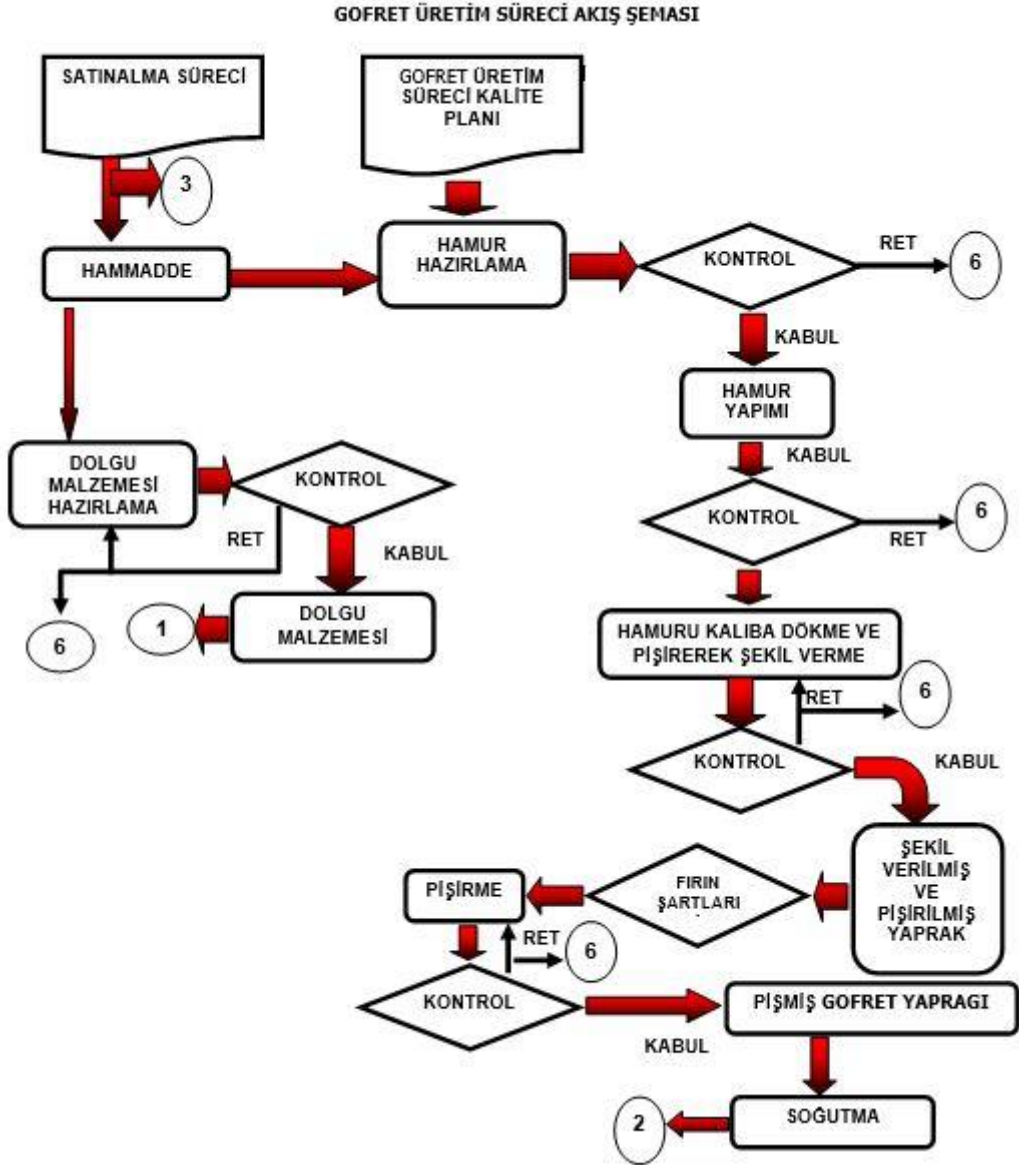 GOFRET ÜRETİM SÜRECİ AKIŞ ŞEMASI
SATINALMA SÜRECİ
GOFRET ÜRETİM
SÜRECİ KALİTE
PLANI
3
HAMMADDE
HAMUR
HAZIRLAMA
KONTROL
RET
6
KABUL
HAMUR
YAPIMI
KABUL
DOLGU
MALZEMESİ
HAZIRLAMA
KONTROL
RET
KABUL
KONTROL
RET
6
6
1
DOLGU
MALZEMESİ
HAMURU KALIBA DÖKME VE
PİŞİREREK ŞEKİL VERME
RET
6
KONTROL
KABUL
ŞEKİL
VERİLMİŞ
VE
PİŞİRİLMİŞ
YAPRAK
FIRIN
ŞARTLARI
PİŞİRME
RET
6
KONTROL
KABUL
PİŞMİŞ GOFRET YAPRAGI
SOĞUTMA
2